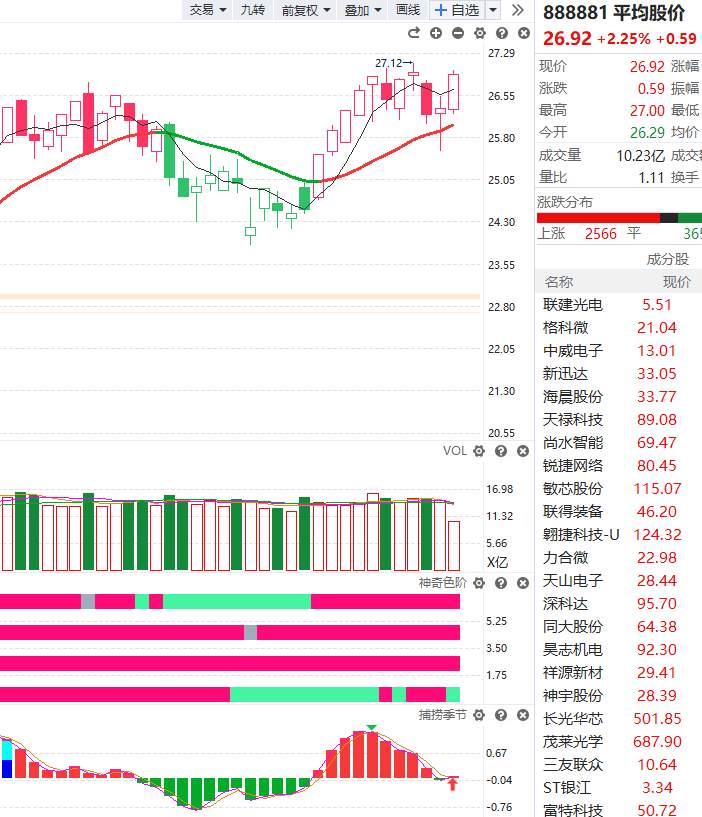 交易 九转 前复权 叠加 画线 自选
888881 平均股价
26.92 +2.25% +0.59
现价 26.92 涨幅
涨跌 0.59 振幅
最高 27.00 最低
今开 26.29 均价
成交量 10.23亿 成交额
量比 1.11 换手
涨跌分布
上涨 2566 平 365
成分股
名称 现价
联建光电 5.51
格科微 21.04
中威电子 13.01
新迅达 33.05
海晨股份 33.77
天禄科技 89.08
尚水智能 69.47
锐捷网络 80.45
敏芯股份 115.07
联得装备 46.20
翱捷科技-U 124.32
力合微 22.98
天山电子 28.44
深科达 95.70
同大股份 64.38
昊志机电 92.30
祥源新材 29.41
神宇股份 28.39
长光华芯 501.85
茂莱光学 687.90
三友联众 10.64
ST银江 3.34
富特科技 50.72
27.12
27.29
26.55
25.80
25.05
24.30
23.55
22.80
22.05
21.30
20.55
VOL
16.98
11.32
5.66
X亿
神奇色阶
5.25
3.50
1.75
捕捞季节
0.67
-0.04
-0.76